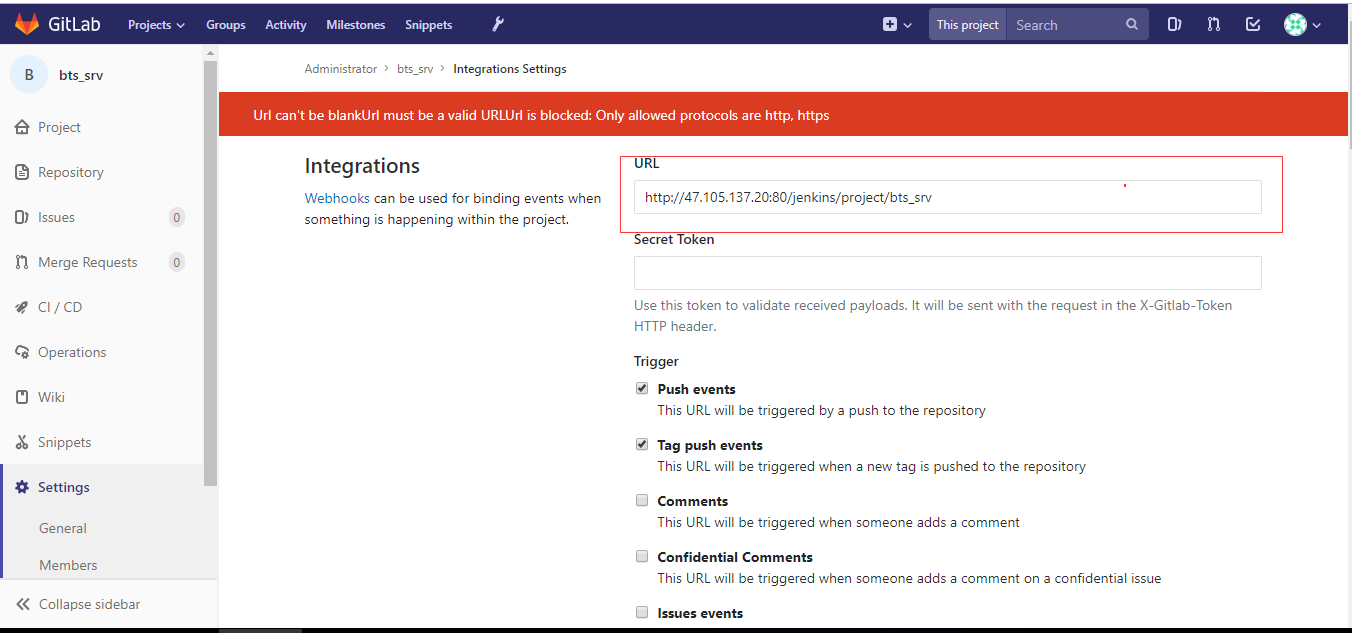 GitLab Projects Groups Activity Milestones Snippets This project Search
B bts_srv
Administrator > bts_srv > Integrations Settings
Url can't be blankUrl must be a valid URLUrl is blocked: Only allowed protocols are http, https
Project
Repository
Issues 0
Merge Requests 0
CI / CD
Operations
Wiki
Snippets
Settings
General
Members
Collapse sidebar
Integrations
Webhooks can be used for binding events when
something is happening within the project.
URL
http://47.105.137.20:80/jenkins/project/bts_srv
Secret Token
Use this token to validate received payloads. It will be sent with the request in the X-Gitlab-Token
HTTP header.
Trigger
Push events
This URL will be triggered by a push to the repository
Tag push events
This URL will be triggered when a new tag is pushed to the repository
Comments
This URL will be triggered when someone adds a comment
Confidential Comments
This URL will be triggered when someone adds a comment on a confidential issue
Issues events